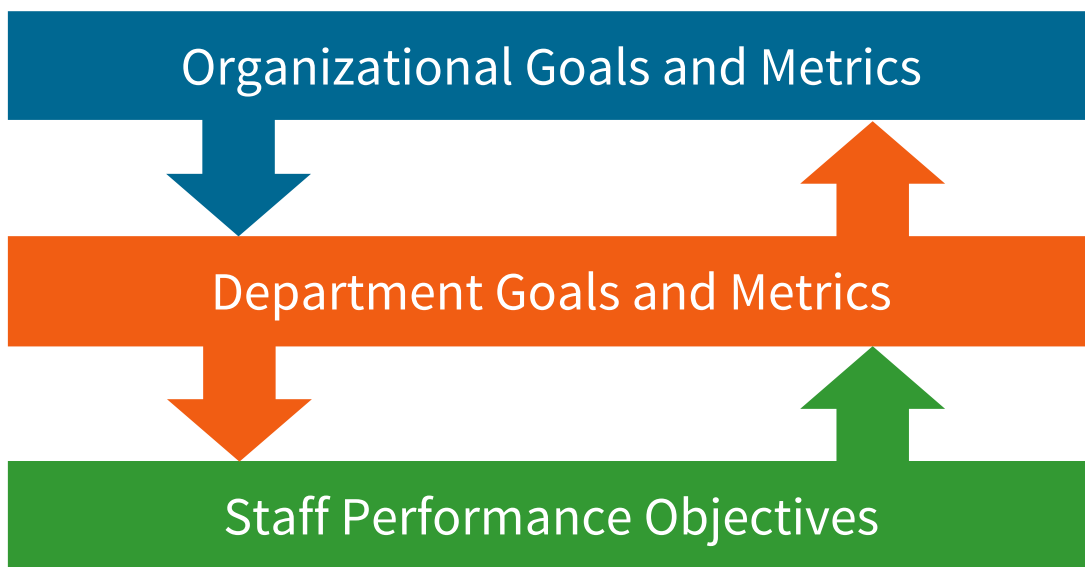 Organizational Goals and Metrics
Department Goals and Metrics
Staff Performance Objectives